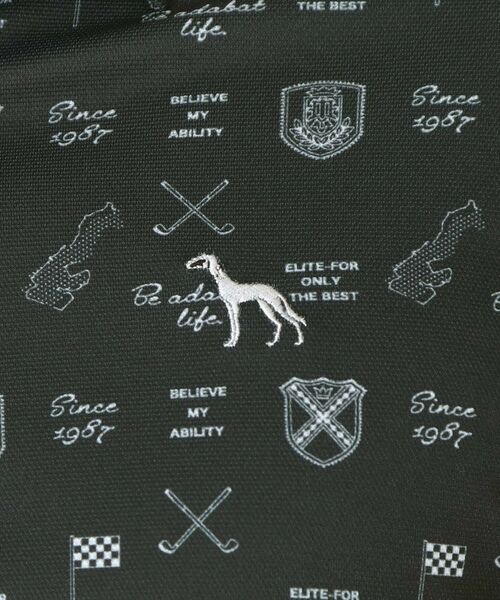 Be adabat
life.
THE BEST
Since
1987
BELIEVE
MY
ABILITY
Since
1987
Be adabat
life.
ELITE-FOR
ONLY
THE BEST
Since
1987
BELIEVE
MY
ABILITY
Since
1987
ELITE-FOR